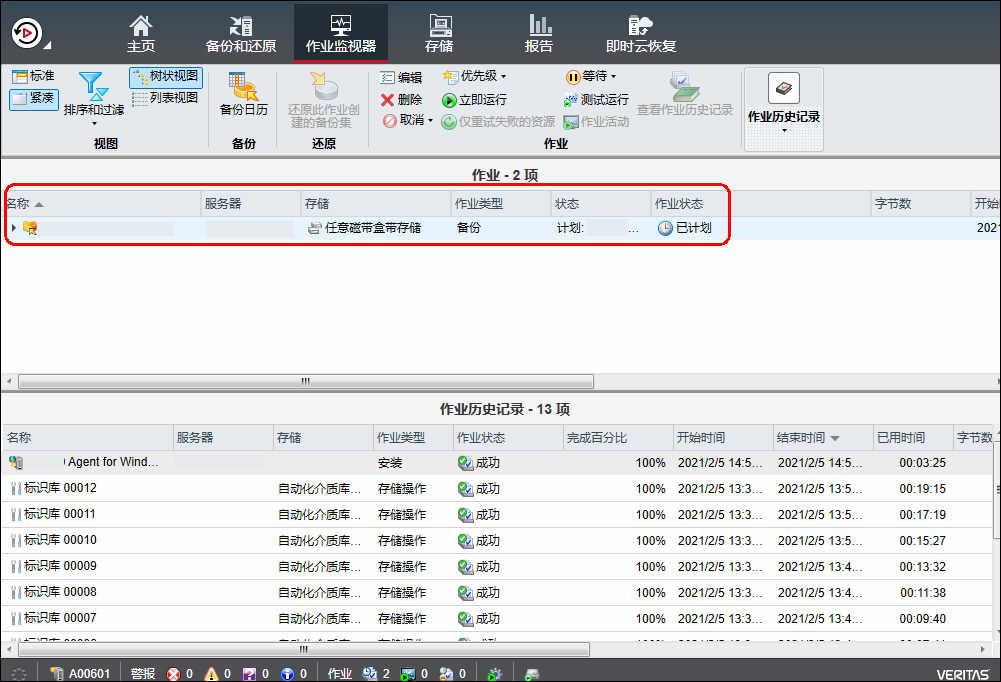 主页
备份和还原
作业监视器
存储
报告
即时云恢复
标准
紧凑
排序和过滤
树状视图
列表视图
视图
备份日历
备份
还原此作业创
建的备份集
还原
编辑
删除
取消
优先级
立即运行
仅重试失败的资源
等待
测试运行
作业活动
查看作业历史记录
作业
作业历史记录
作业 - 2 项
名称 服务器 存储 作业类型 状态 作业状态 字节数 开始
任意磁带盒带存储 备份 计划: ... 已计划 2021
作业历史记录 - 13 项
名称 服务器 存储 作业类型 作业状态 完成百分比 开始时间 结束时间 已用时间 字节数
Agent for Wind... 安装 成功 100% 2021/2/5 14:5... 2021/2/5 14:5... 00:03:25
标识库 00012 自动化介质库... 存储操作 成功 100% 2021/2/5 13:3... 2021/2/5 13:5... 00:19:15
标识库 00011 自动化介质库... 存储操作 成功 100% 2021/2/5 13:3... 2021/2/5 13:5... 00:17:19
标识库 00010 自动化介质库... 存储操作 成功 100% 2021/2/5 13:3... 2021/2/5 13:5... 00:15:27
标识库 00009 自动化介质库... 存储操作 成功 100% 2021/2/5 13:3... 2021/2/5 13:4... 00:13:32
标识库 00008 自动化介质库... 存储操作 成功 100% 2021/2/5 13:3... 2021/2/5 13:4... 00:11:38
标识库 00007 自动化介质库... 存储操作 成功 100% 2021/2/5 13:3... 2021/2/5 13:4... 00:09:40
A00601 警报 0 0 0 0 作业 2 0 0 VERITAS